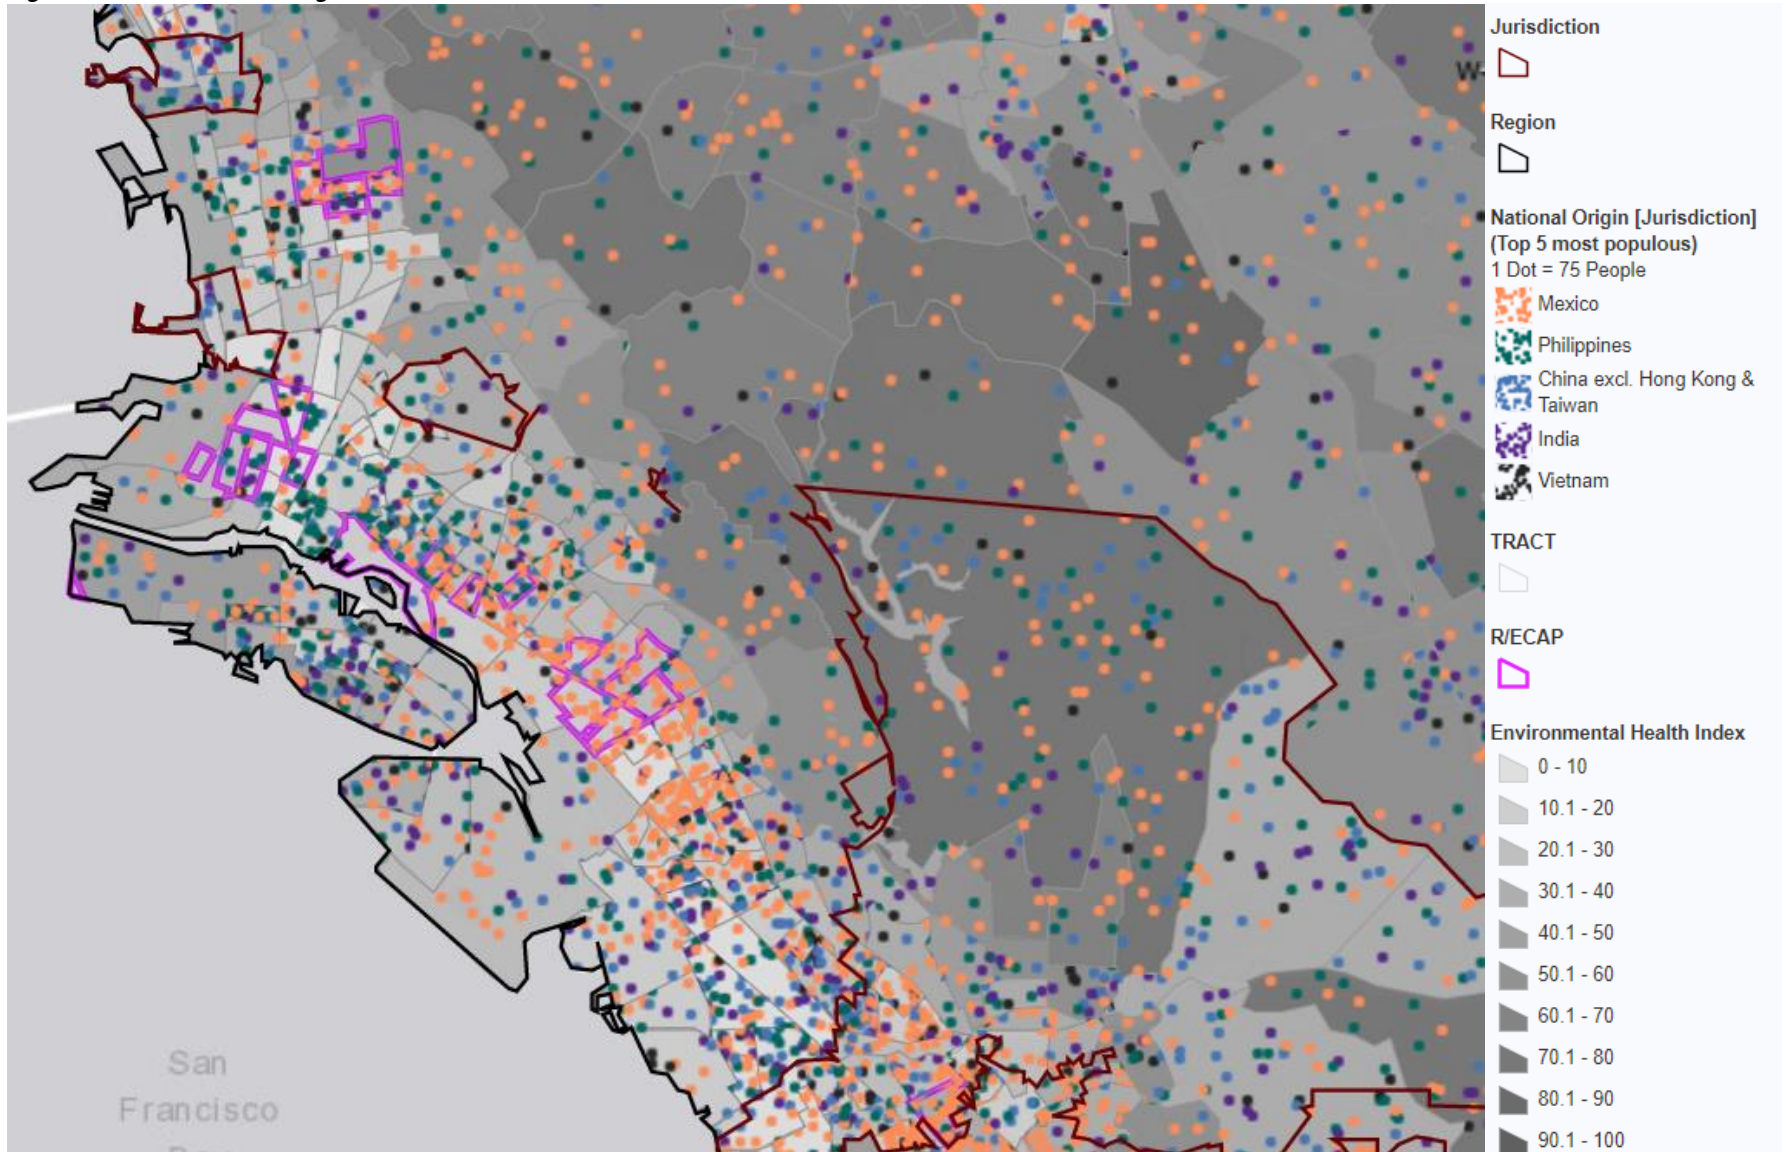 Jurisdiction
Region
National Origin [Jurisdiction]
(Top 5 most populous)
1 Dot = 75 People
Mexico
Philippines
China excl. Hong Kong &
Taiwan
India
Vietnam
TRACT
R/ECAP
Environmental Health Index
0 - 10
10.1 - 20
20.1 - 30
30.1 - 40
40.1 - 50
50.1 - 60
60.1 - 70
70.1 - 80
80.1 - 90
90.1 - 100
San
Francisco